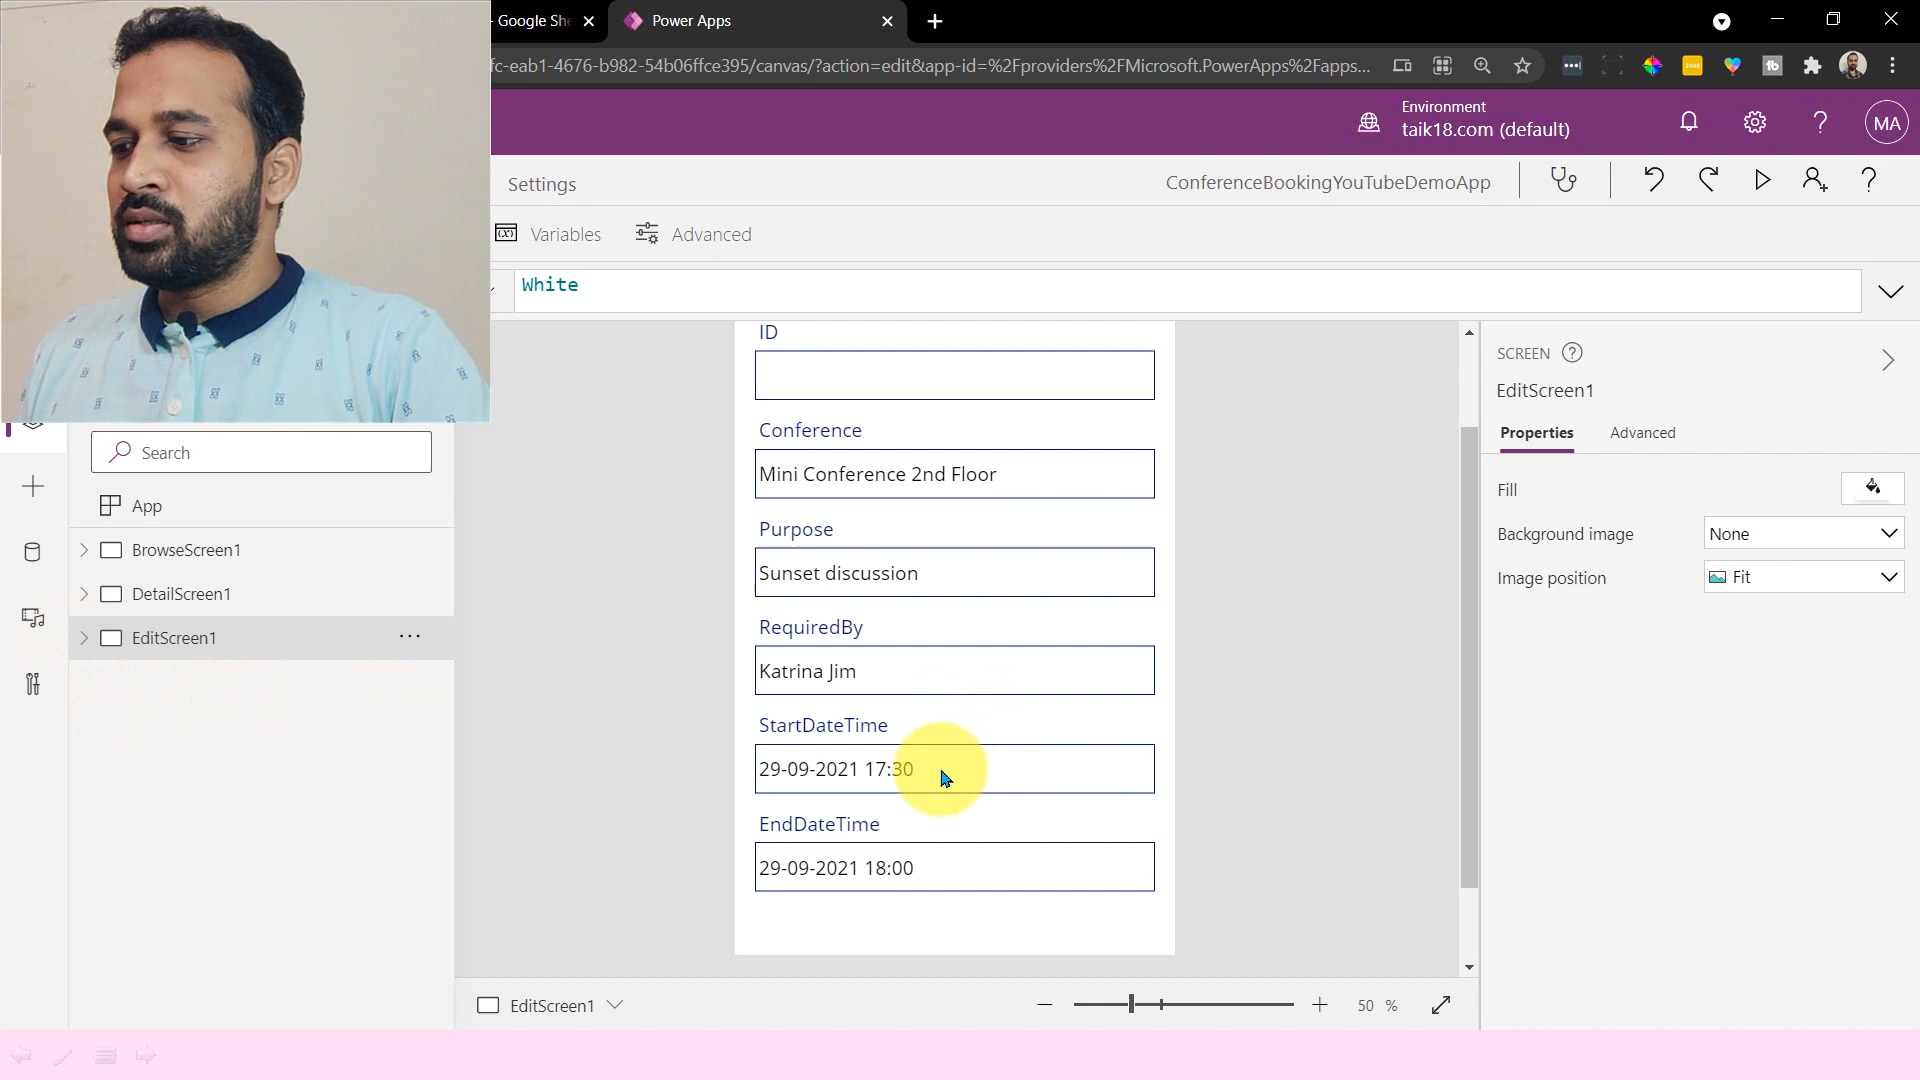 - Google She
Power Apps
fc-eab1-4676-b982-54b06ffce395/canvas/?action=edit&app-id=%2Fproviders%2FMicrosoft.PowerApps%2Fapps...
Environment
taik18.com (default)
MA
Settings
ConferenceBookingYouTubeDemoApp
Variables
Advanced
White
Search
App
BrowseScreen1
DetailScreen1
EditScreen1
ID
Conference
Mini Conference 2nd Floor
Purpose
Sunset discussion
RequiredBy
Katrina Jim
StartDateTime
29-09-2021 17:30
EndDateTime
29-09-2021 18:00
SCREEN
EditScreen1
Properties
Advanced
Fill
Background image
None
Image position
Fit
EditScreen1
50 %